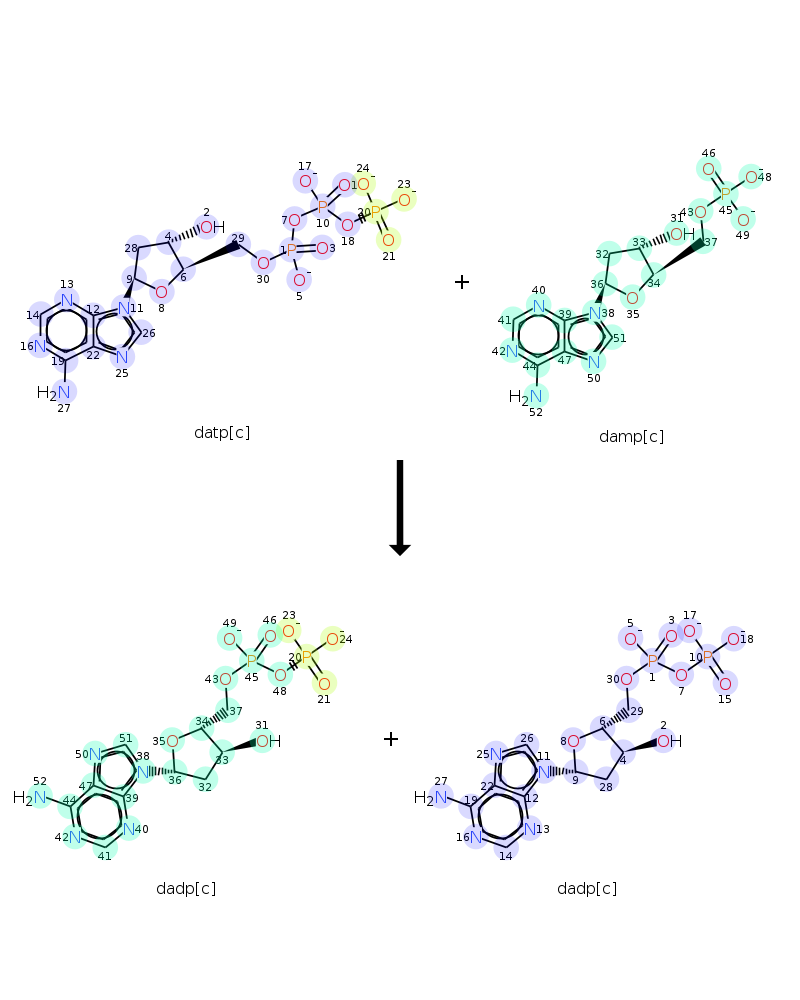 17 O-
24 O-
23 O-
2 OH
O 1
P 10
20 P
7 O
O 18
O 21
28
4
29
1 P
O 3
6
O 30
O- 5
13 N
9
O 8
14
12
N 11
26
16 N
19
22
N 25
H2N 27
+
46 O
O- 48
P 45
43 O
O- 49
31 OH
33
37
32
34
36
O 35
40 N
41
39
N 38
51
42 N
44
47
N 50
H2N 52
datp[c]
damp[c]
49 O-
46 O
23 O-
O- 24
P 45
20 P
O 48
O 21
43 O
37
34
31 OH
35 O
33
51
50 N
38 N
36
32
52 H2N
44
47
39
42 N
N 40
41
+
5 O-
3 O
17 O-
O- 18
P 1
10 P
O 7
O 15
30 O
29
6
2 OH
8 O
4
26
25 N
11 N
9
28
27 H2N
19
22
12
16 N
N 13
14
dadp[c]
dadp[c]